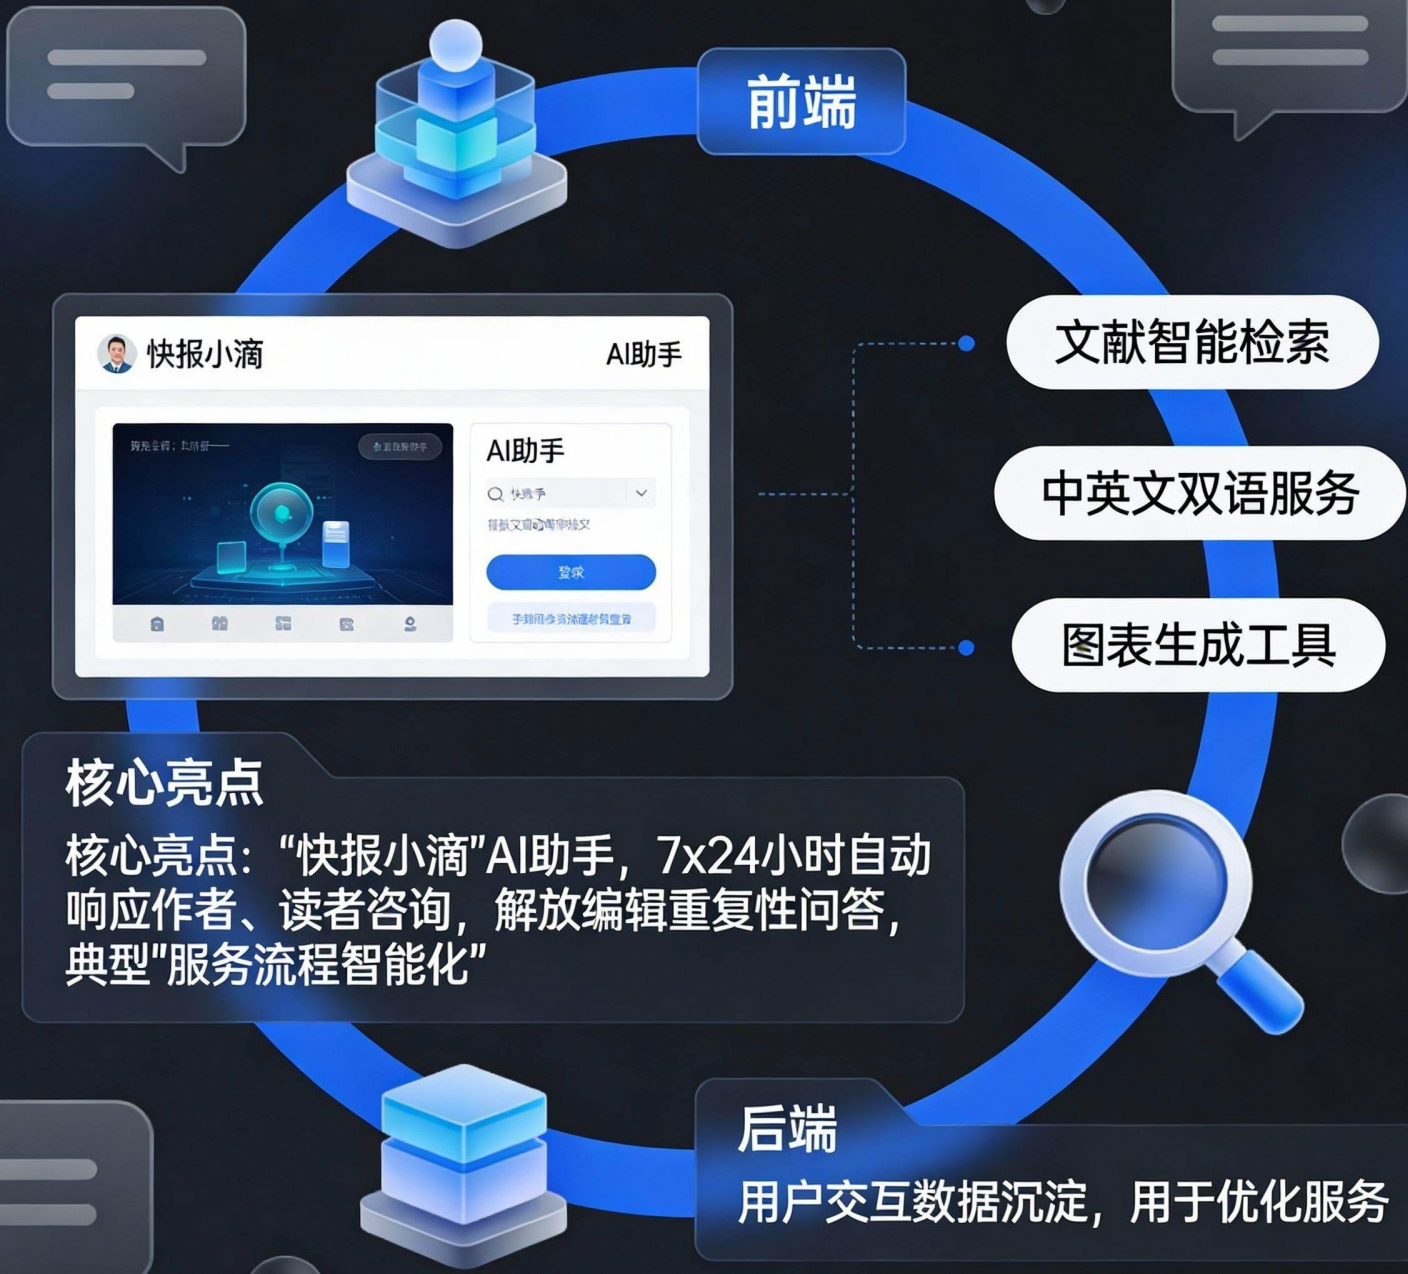 前端
快报小滴
AI助手
AI助手
登录
文献智能检索
中英文双语服务
图表生成工具
核心亮点
核心亮点：“快报小滴”AI助手，7x24小时自动
响应作者、读者咨询，解放编辑重复性问答，
典型”服务流程智能化”
后端
用户交互数据沉淀，用于优化服务